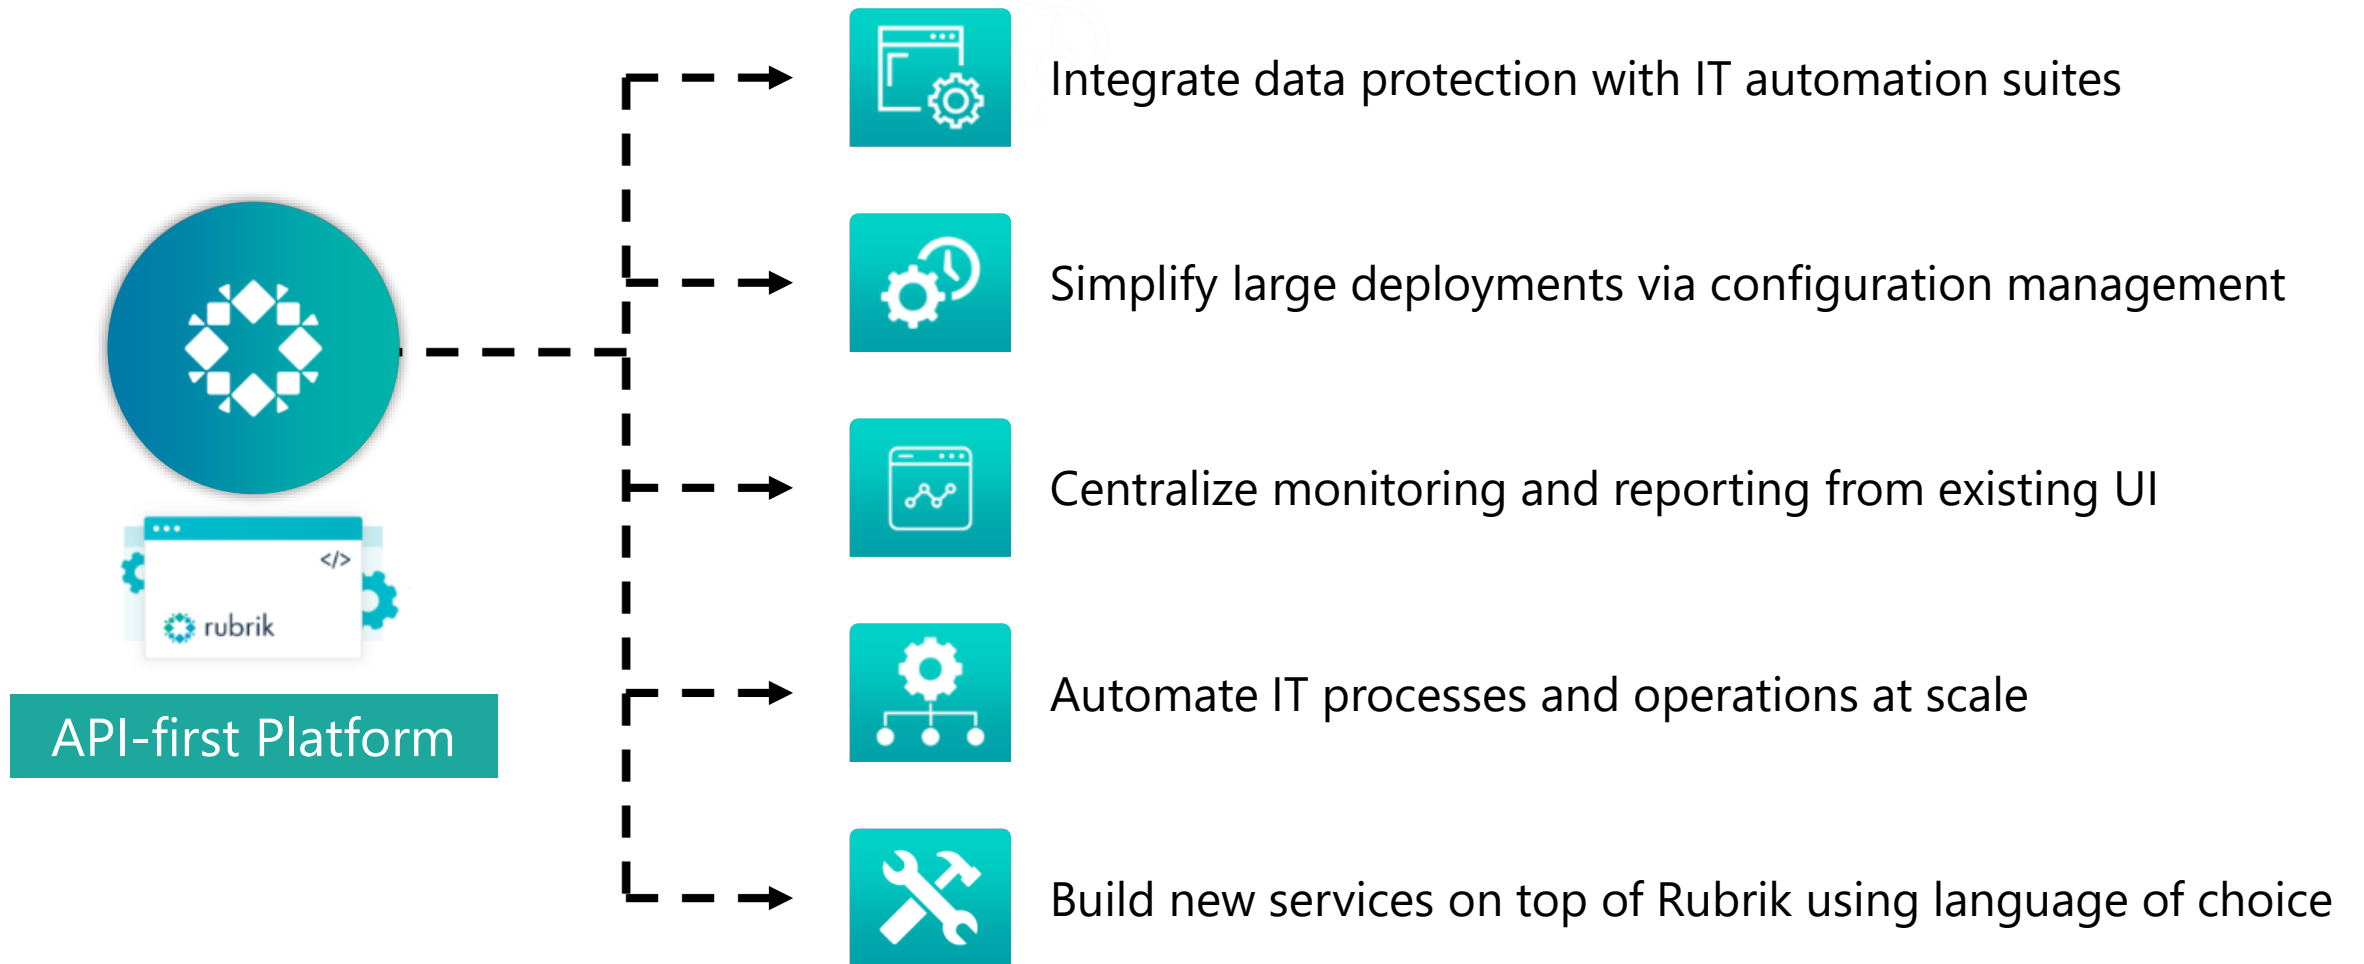 Integrate data protection with IT automation suites
Simplify large deployments via configuration management
Centralize monitoring and reporting from existing UI
</>
rubrik
API-first Platform
Automate IT processes and operations at scale
Build new services on top of Rubrik using language of choice